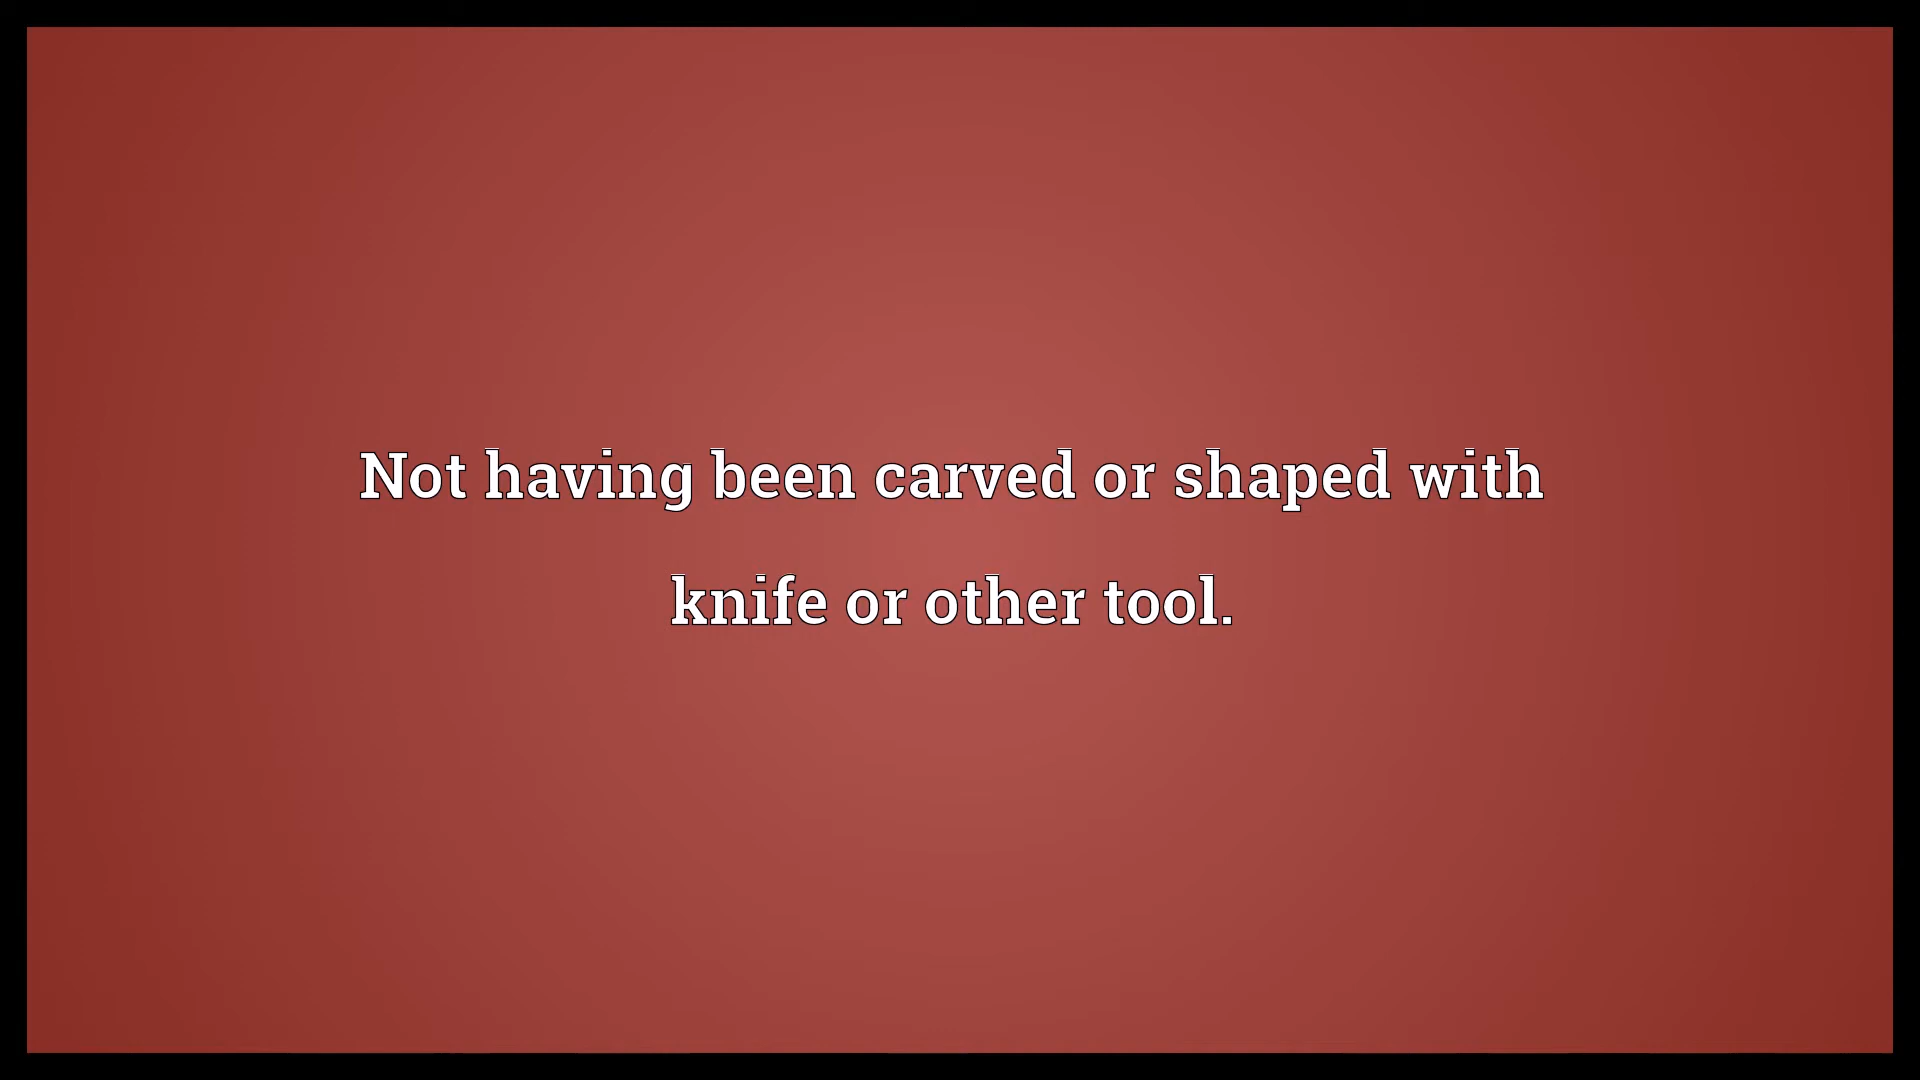 Not having been carved or shaped with
knife or other tool.